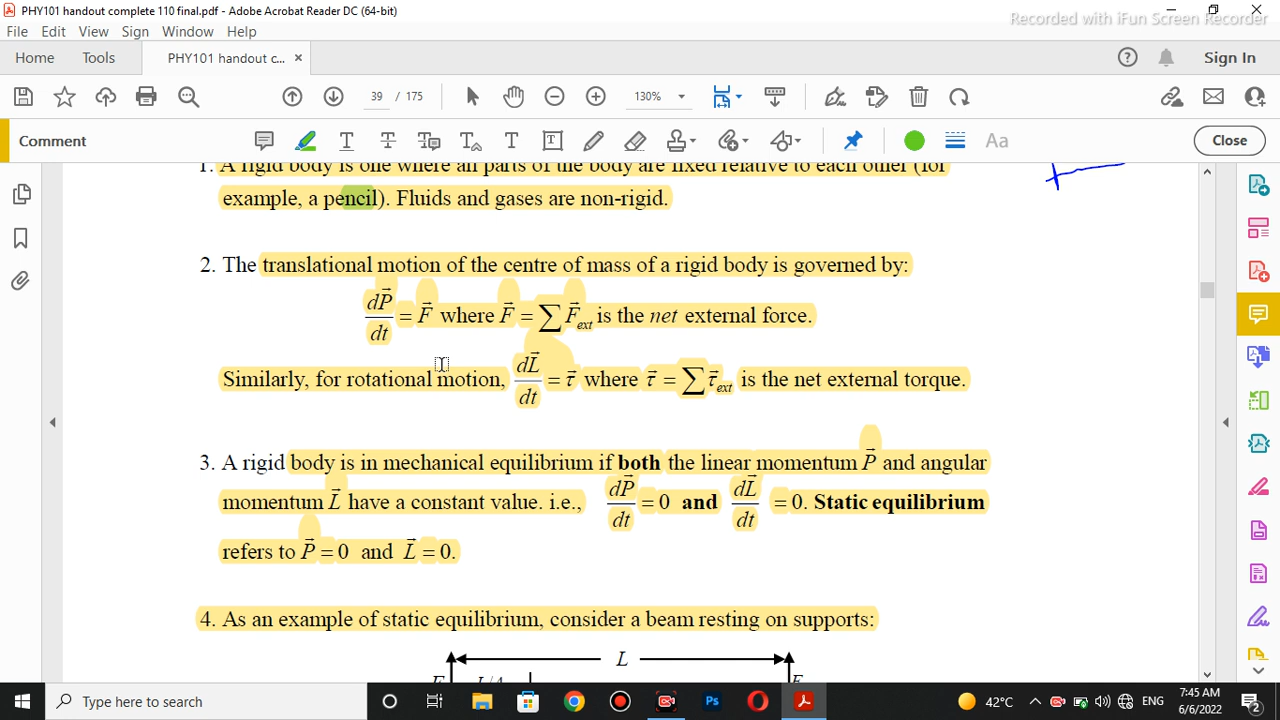 PHY101 handout complete 110 final.pdf - Adobe Acrobat Reader DC (64-bit)
Recorded with iFun Screen Recorder
File Edit View Sign Window Help
Home Tools PHY101 handout c... × Sign In
39 / 175 130%
Comment Aa Close
1. A rigid body is one where all parts of the body are fixed relative to each other (for
example, a pencil). Fluids and gases are non-rigid.
2. The translational motion of the centre of mass of a rigid body is governed by:
dP⃗/dt = F⃗ where F⃗ = ∑ F⃗ext is the net external force.
Similarly, for rotational motion, dL⃗/dt = τ⃗ where τ⃗ = ∑ τ⃗ext is the net external torque.
3. A rigid body is in mechanical equilibrium if both the linear momentum P⃗ and angular
momentum L⃗ have a constant value. i.e., dP⃗/dt = 0 and dL⃗/dt = 0. Static equilibrium
refers to P⃗ = 0 and L⃗ = 0.
4. As an example of static equilibrium, consider a beam resting on supports:
L
Type here to search
42°C ENG 7:45 AM
6/6/2022 2